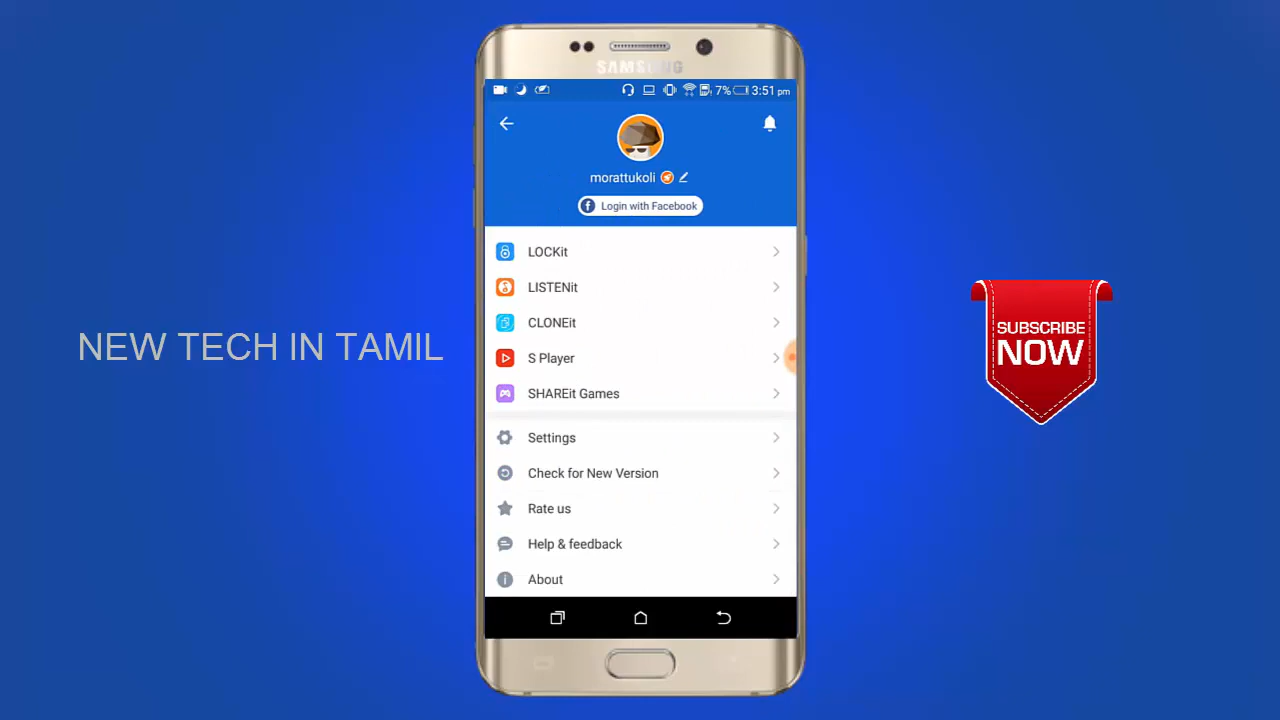 SAMSUNG
7% 3:51 pm
morattukoli
Login with Facebook
LOCKit
LISTENit
CLONEit
S Player
SHAREit Games
Settings
Check for New Version
Rate us
Help & feedback
About
NEW TECH IN TAMIL
SUBSCRIBE
NOW